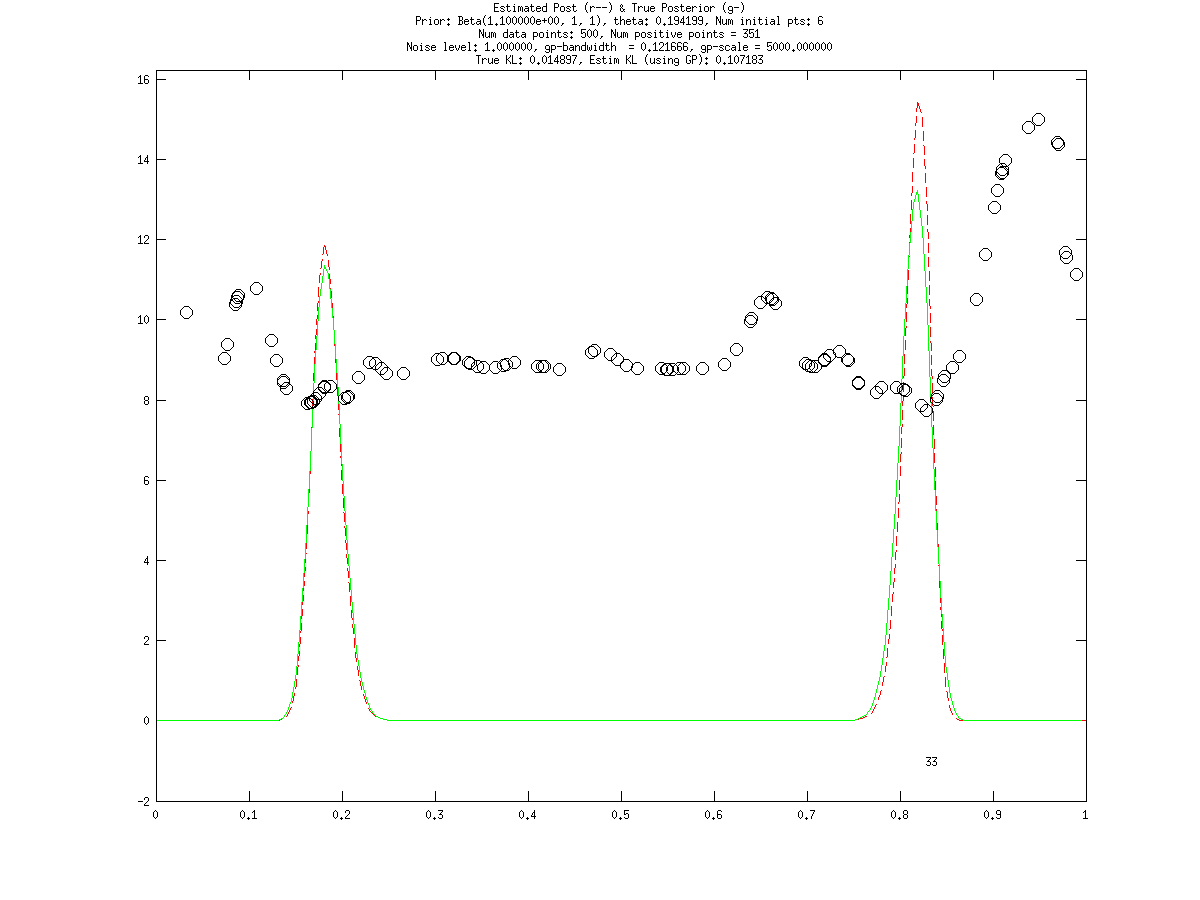 Estimated Post (r--) & True Posterior (g-)
Prior: Beta(1.100000e+00, 1, 1), theta: 0.194199, Num initial pts: 6
Num data points: 500, Num positive points = 351
Noise level: 1.000000, gp-bandwidth  = 0.121666, gp-scale = 5000.000000
True KL: 0.014897, Estim KL (using GP): 0.107183
16
14
12
10
8
6
4
2
0
33
-2
0 0.1 0.2 0.3 0.4 0.5 0.6 0.7 0.8 0.9 1